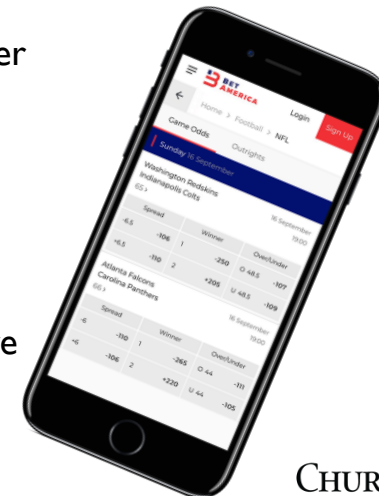 er
BET
AMERICA
Login
Sign Up
Home > Football > NFL
Game Odds
Outrights
Sunday 16 September
Washington Redskins
Indianapolis Colts
16 September
19:00
65 >
Spread
Winner
Over/Under
-6.5 -106 1 -250 O 48.5 -107
+6.5 -110 2 +205 U 48.5 -109
Atlanta Falcons
Carolina Panthers
16 September
19:00
66 >
Spread
Winner
Over/Under
-6 -110 1 -265 O 44 -111
+6 -106 2 +220 U 44 -105
e
CHUR